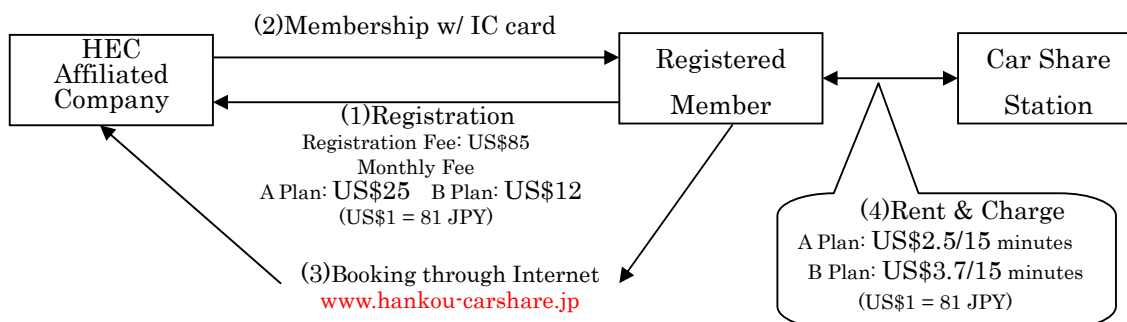 (2)Membership w/ IC card
HEC
Affiliated
Company
Registered
Member
Car Share
Station
(1)Registration
Registration Fee: US$85
Monthly Fee
A Plan: US$25 B Plan: US$12
(US$1 = 81 JPY)
(3)Booking through Internet
www.hankou-carshare.jp
(4)Rent & Charge
A Plan: US$2.5/15 minutes
B Plan: US$3.7/15 minutes
(US$1 = 81 JPY)